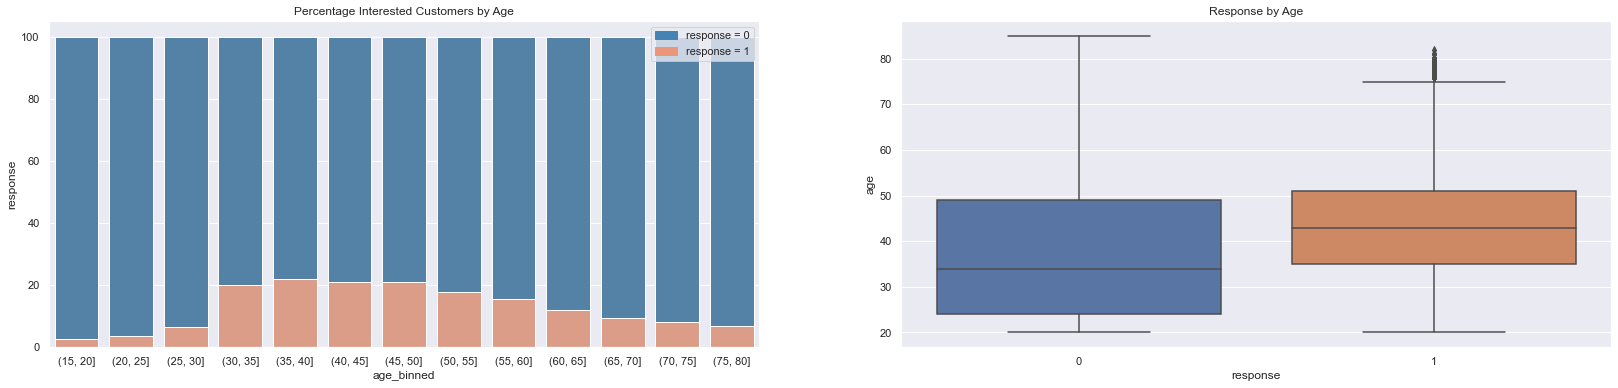 Percentage Interested Customers by Age
response = 0
response = 1
100
80
60
40
20
0
response
(15, 20] (20, 25] (25, 30] (30, 35] (35, 40] (40, 45] (45, 50] (50, 55] (55, 60] (60, 65] (65, 70] (70, 75] (75, 80]
age_binned
Response by Age
80
70
60
50
40
30
20
age
0 1
response